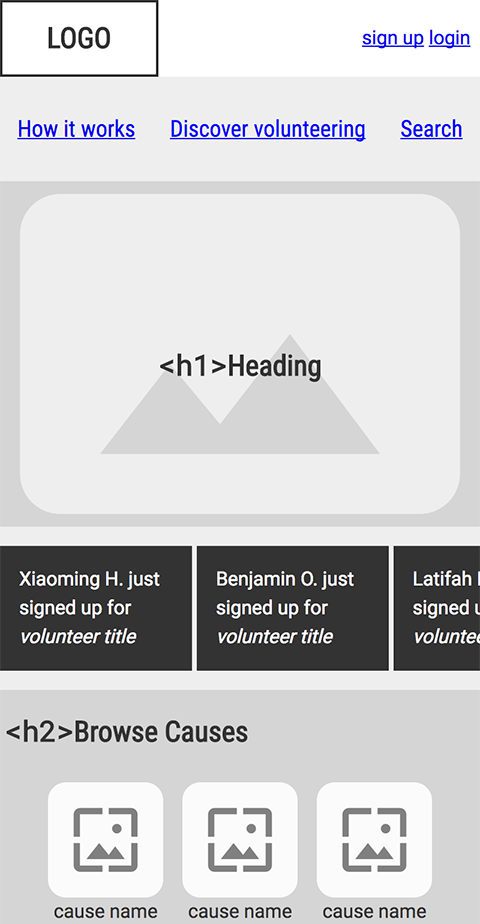 LOGO
sign up login
How it works Discover volunteering Search
<h1>Heading
Xiaoming H. just
signed up for
volunteer title
Benjamin O. just
signed up for
volunteer title
Latifah
signed
<h2>Browse Causes
cause name cause name cause name